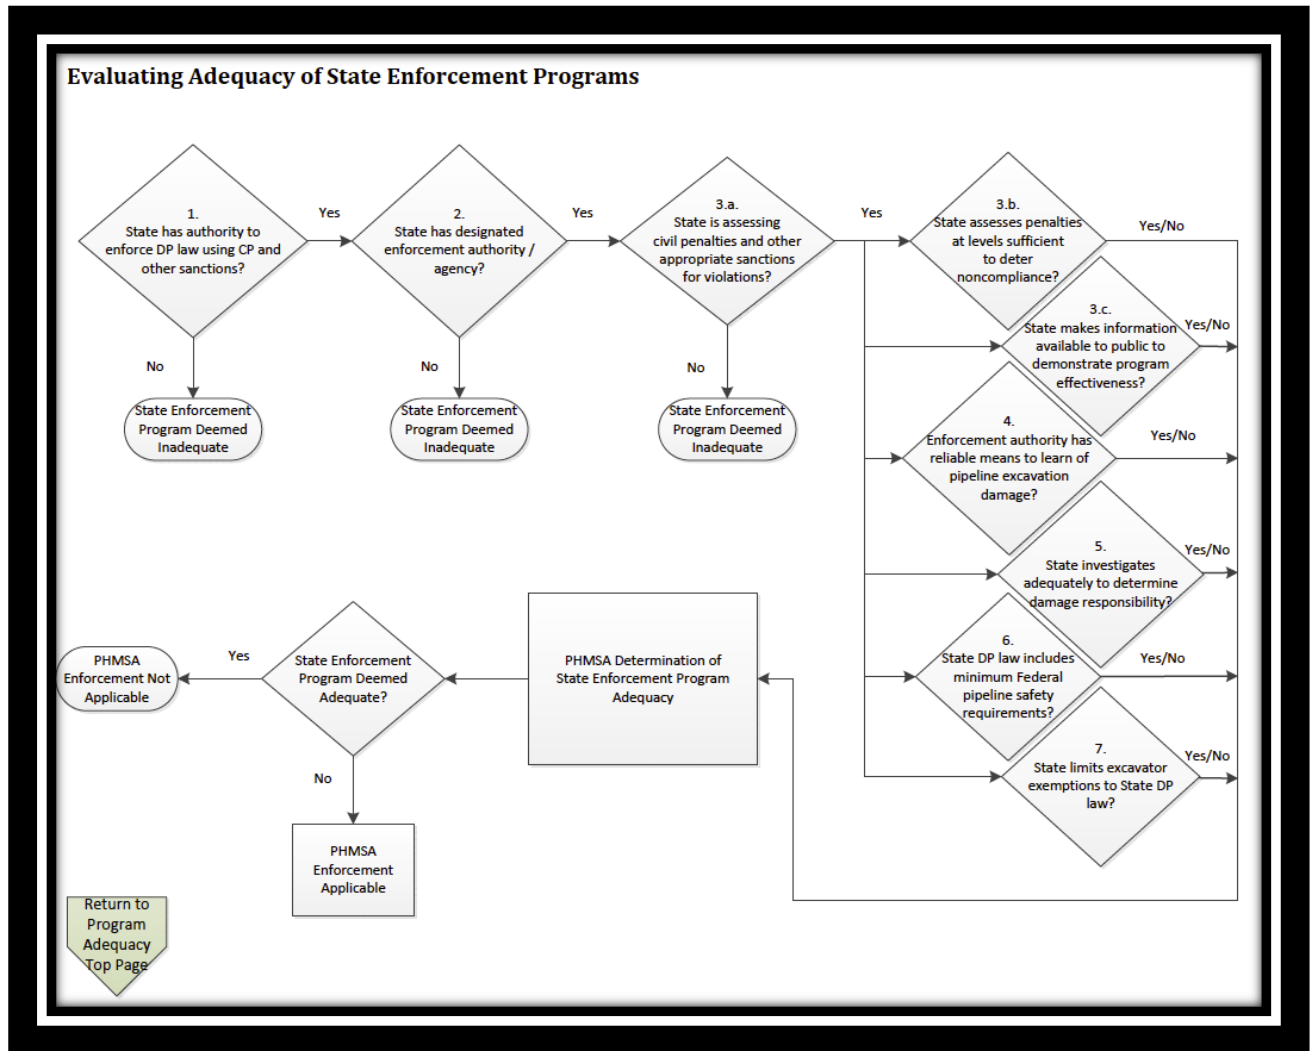 Evaluating Adequacy of State Enforcement Programs
1.
State has authority to
enforce DP law using CP and
other sanctions?
Yes
2.
State has designated
enforcement authority /
agency?
Yes
3.a.
State is assessing
civil penalties and other
appropriate sanctions
for violations?
Yes
3.b.
State assesses penalties
at levels sufficient
to deter
noncompliance?
Yes/No
3.c.
State makes information
available to public to
demonstrate program
effectiveness?
Yes/No
No
State Enforcement
Program Deemed
Inadequate
No
State Enforcement
Program Deemed
Inadequate
No
State Enforcement
Program Deemed
Inadequate
4.
Enforcement authority has
reliable means to learn of
pipeline excavation
damage?
Yes/No
5.
State investigates
adequately to determine
damage responsibility?
Yes/No
6.
State DP law includes
minimum Federal
pipeline safety
requirements?
Yes/No
7.
State limits excavator
exemptions to State DP
law?
Yes/No
PHMSA Determination of
State Enforcement Program
Adequacy
State Enforcement
Program Deemed
Adequate?
Yes
PHMSA
Enforcement Not
Applicable
No
PHMSA
Enforcement
Applicable
Return to
Program
Adequacy
Top Page